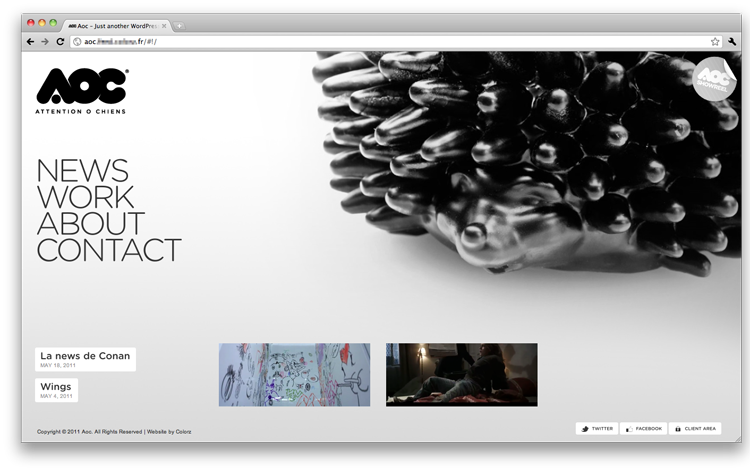 Aoc – Just another WordPres
aoc. .fr/#!/
AOC®
ATTENTION O CHIENS
AOC
SHOWREEL
NEWS
WORK
ABOUT
CONTACT
La news de Conan
MAY 18, 2011
Wings
MAY 4, 2011
Copyright © 2011 Aoc. All Rights Reserved | Website by Colorz
TWITTER
FACEBOOK
CLIENT AREA